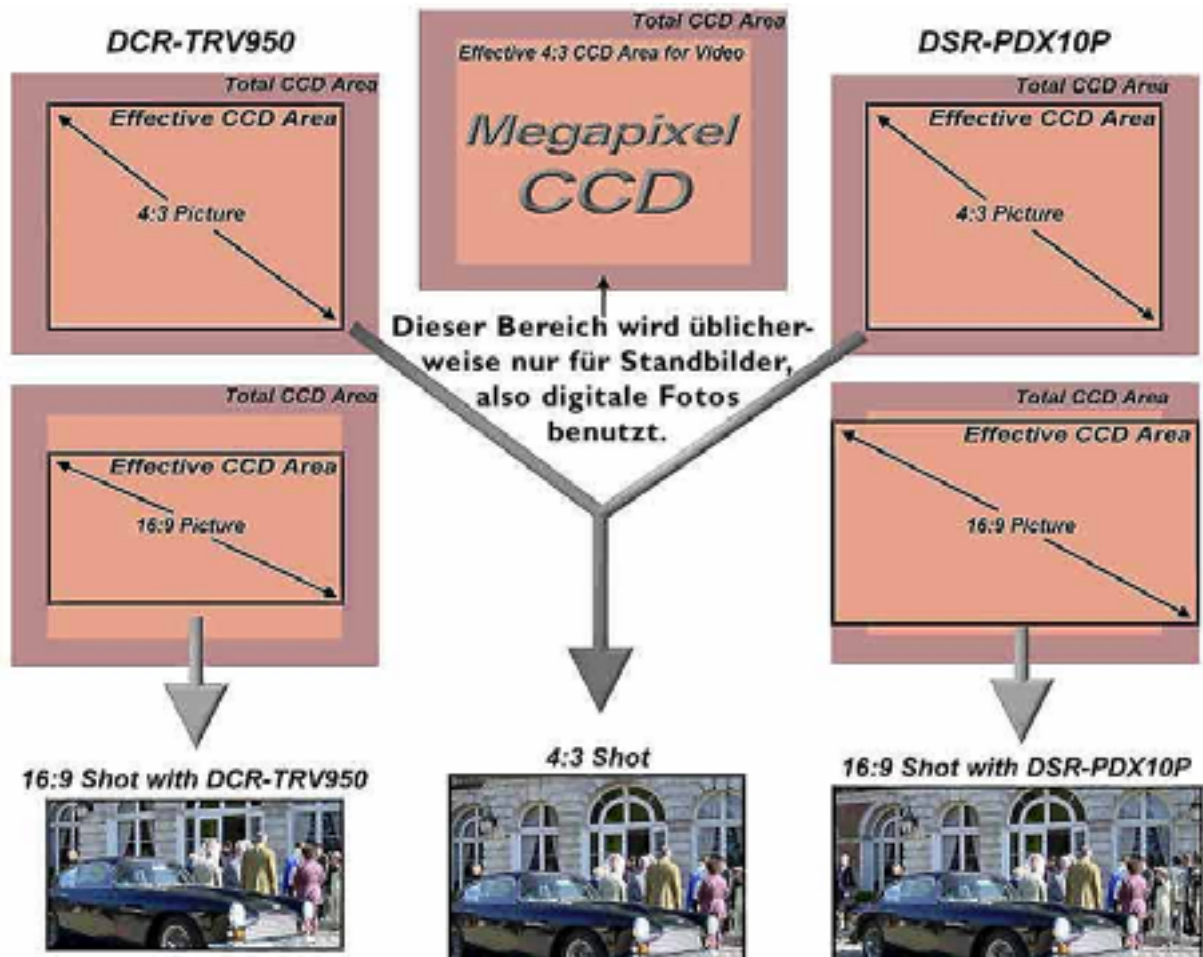 DCR-TRV950
Total CCD Area
Effective CCD Area
4:3 Picture
Total CCD Area
Effective 4:3 CCD Area for Video
Megapixel
CCD
DSR-PDX10P
Total CCD Area
Effective CCD Area
4:3 Picture
Dieser Bereich wird üblicher-
weise nur für Standbilder,
also digitale Fotos
benutzt.
Total CCD Area
Effective CCD Area
16:9 Picture
Total CCD Area
Effective CCD Area
16:9 Picture
16:9 Shot with DCR-TRV950
4:3 Shot
16:9 Shot with DSR-PDX10P